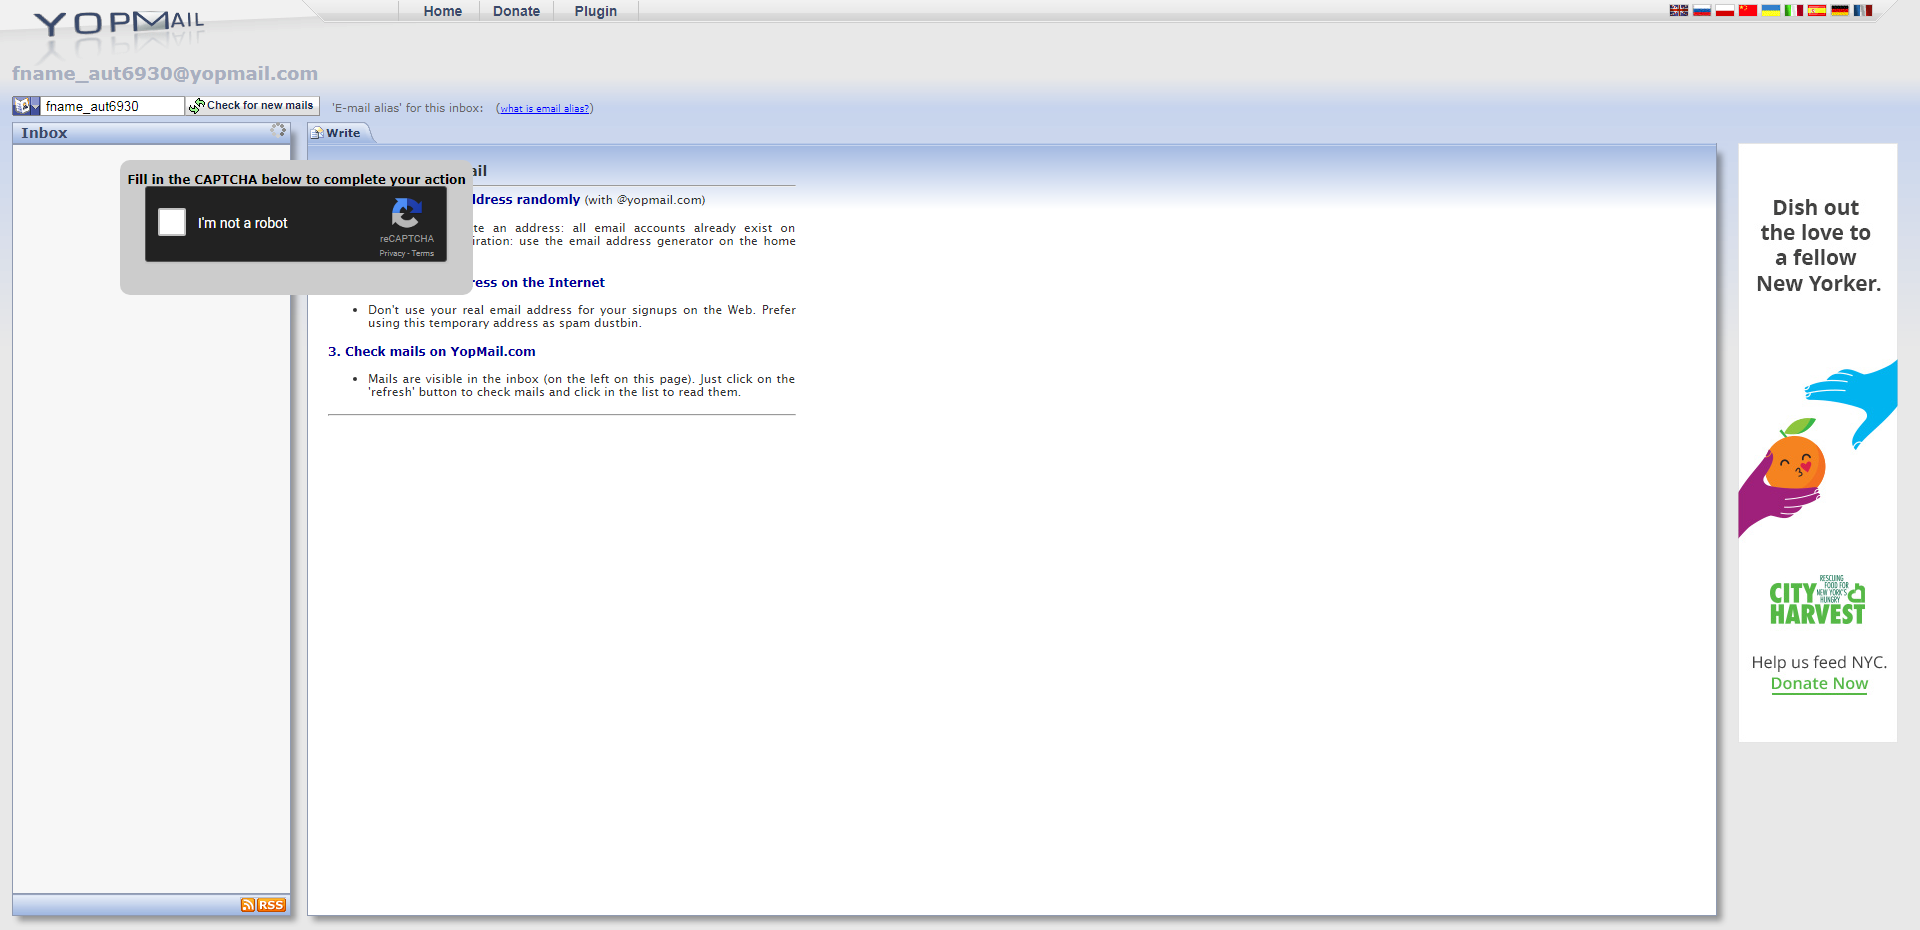 YOPMAIL
Home
Donate
Plugin
fname_aut6930@yopmail.com
fname_aut6930
Check for new mails
'E-mail alias' for this inbox: (what is email alias?)
Inbox
Write
Fill in the CAPTCHA below to complete your action
I'm not a robot
reCAPTCHA
Privacy - Terms
ail
ddress randomly (with @yopmail.com)
te an address: all email accounts already exist on
iration: use the email address generator on the home
ress on the Internet
• Don't use your real email address for your signups on the Web. Prefer
using this temporary address as spam dustbin.
3. Check mails on YopMail.com
• Mails are visible in the inbox (on the left on this page). Just click on the
'refresh' button to check mails and click in the list to read them.
RSS
Dish out
the love to
a fellow
New Yorker.
CITY
HARVEST
RESCUING
FOOD FOR
NEW YORK'S
HUNGRY
Help us feed NYC.
Donate Now